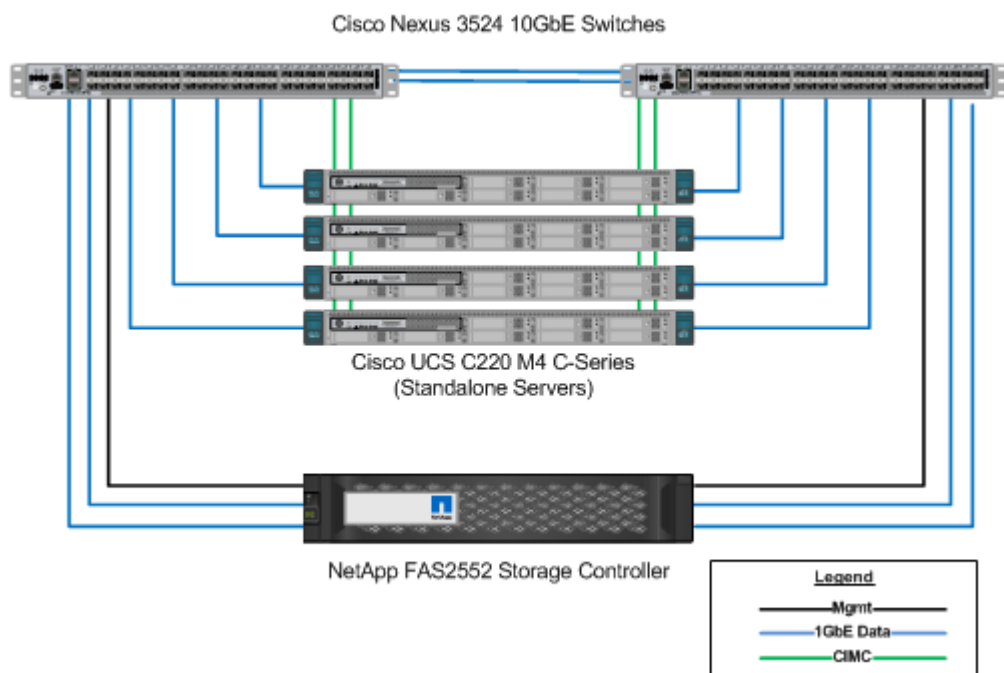 Cisco Nexus 3524 10GbE Switches
Cisco UCS C220 M4 C-Series
(Standalone Servers)
NetApp
NetApp FAS2552 Storage Controller
Legend
Mgmt
1GbE Data
CIMC